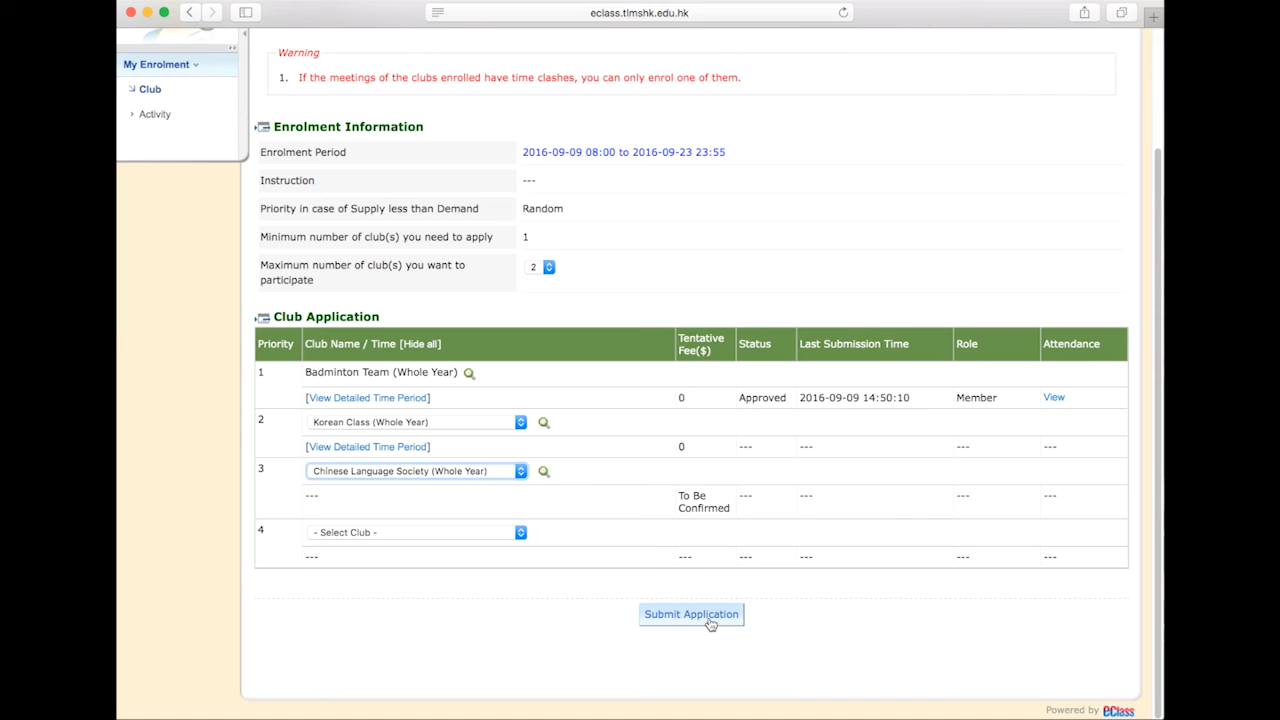 eclass.tlmshk.edu.hk
My Enrolment
Club
Activity
Warning
1. If the meetings of the clubs enrolled have time clashes, you can only enrol one of them.
Enrolment Information
Enrolment Period 2016-09-09 08:00 to 2016-09-23 23:55
Instruction ---
Priority in case of Supply less than Demand Random
Minimum number of club(s) you need to apply 1
Maximum number of club(s) you want to participate 2
Club Application
Priority Club Name / Time [Hide all] Tentative Fee($) Status Last Submission Time Role Attendance
1 Badminton Team (Whole Year)
[View Detailed Time Period] 0 Approved 2016-09-09 14:50:10 Member View
2 Korean Class (Whole Year)
[View Detailed Time Period] 0 --- --- --- ---
3 Chinese Language Society (Whole Year)
--- To Be Confirmed --- --- --- ---
4 - Select Club -
--- --- --- --- --- ---
Submit Application
Powered by eClass